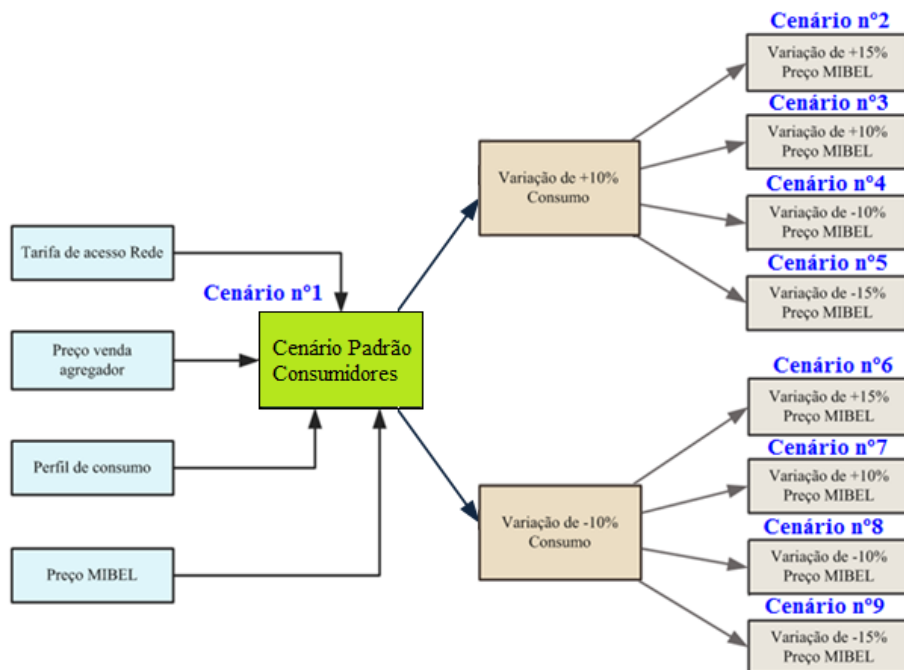 Tarifa de acesso Rede
Preço venda
agregador
Perfil de consumo
Preço MIBEL
Cenário nº1
Cenário Padrão
Consumidores
Variação de +10%
Consumo
Variação de -10%
Consumo
Cenário nº2
Variação de +15%
Preço MIBEL
Cenário nº3
Variação de +10%
Preço MIBEL
Cenário nº4
Variação de -10%
Preço MIBEL
Cenário nº5
Variação de -15%
Preço MIBEL
Cenário nº6
Variação de +15%
Preço MIBEL
Cenário nº7
Variação de +10%
Preço MIBEL
Cenário nº8
Variação de -10%
Preço MIBEL
Cenário nº9
Variação de -15%
Preço MIBEL